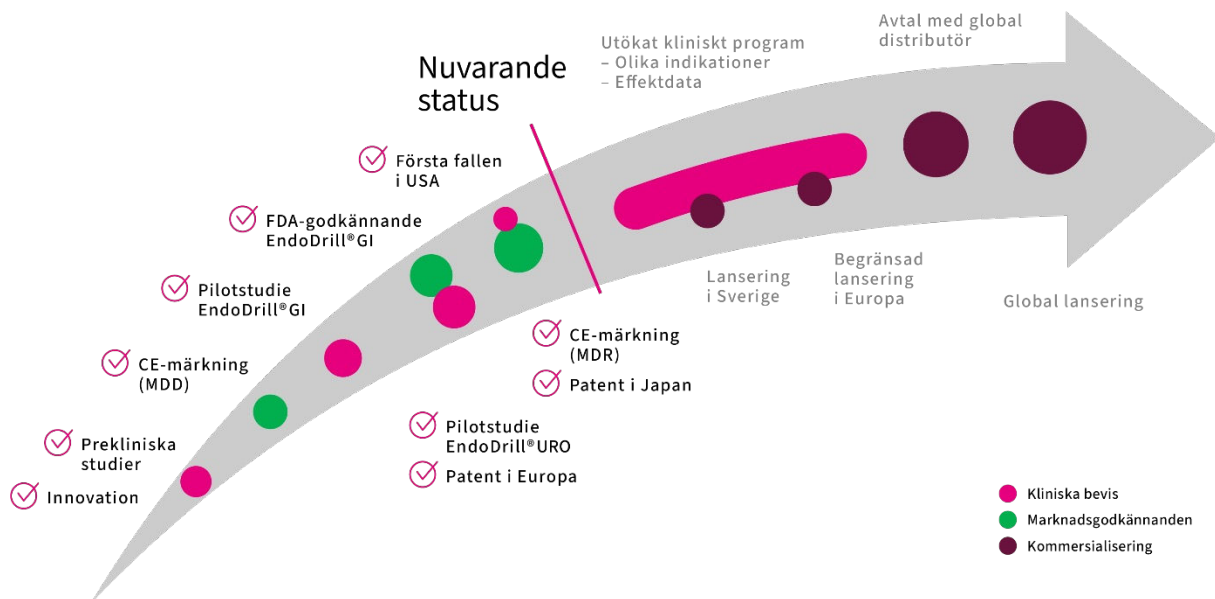 Avtal med global
distributör
Utökat kliniskt program
– Olika indikationer
– Effektdata
Nuvarande
status
Första fallen
i USA
FDA-godkännande
EndoDrill®GI
Pilotstudie
EndoDrill®GI
CE-märkning
(MDD)
Prekliniska
studier
Innovation
CE-märkning
(MDR)
Patent i Japan
Pilotstudie
EndoDrill®URO
Patent i Europa
Lansering
i Sverige
Begränsad
lansering
i Europa
Global lansering
Kliniska bevis
Marknadsgodkännanden
Kommersialisering